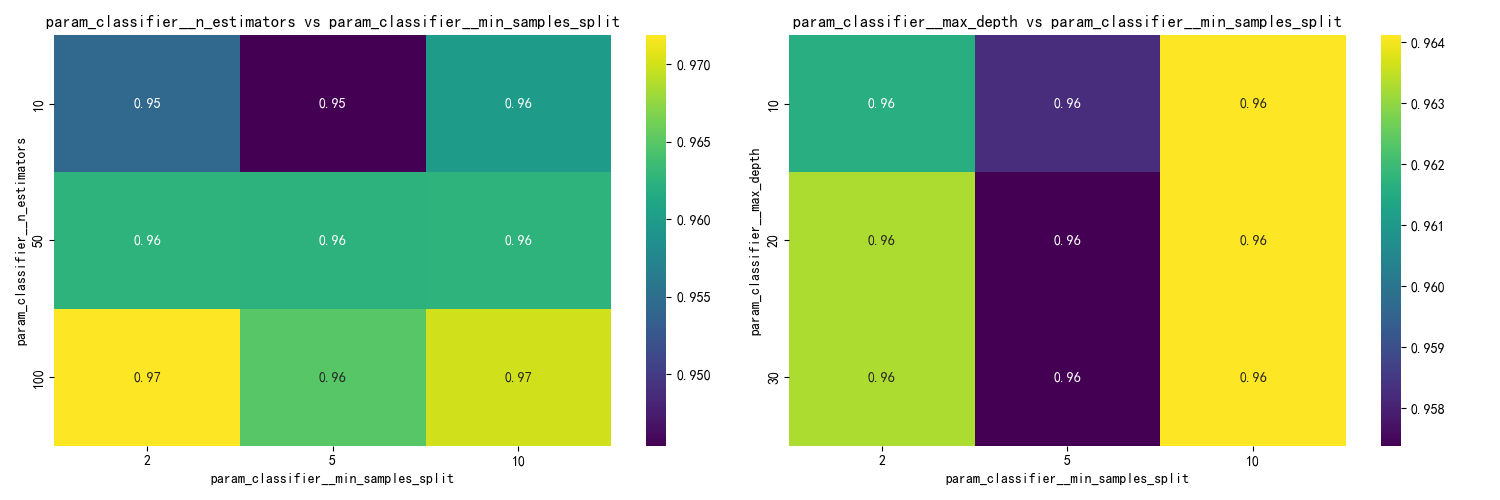 param_classifier__n_estimators vs param_classifier__min_samples_split
param_classifier__n_estimators
10
50
100
0.95 0.95 0.96
0.96 0.96 0.96
0.97 0.96 0.97
2 5 10
param_classifier__min_samples_split
0.970
0.965
0.960
0.955
0.950
param_classifier__max_depth vs param_classifier__min_samples_split
param_classifier__max_depth
10
20
30
0.96 0.96 0.96
0.96 0.96 0.96
0.96 0.96 0.96
2 5 10
param_classifier__min_samples_split
0.964
0.963
0.962
0.961
0.960
0.959
0.958